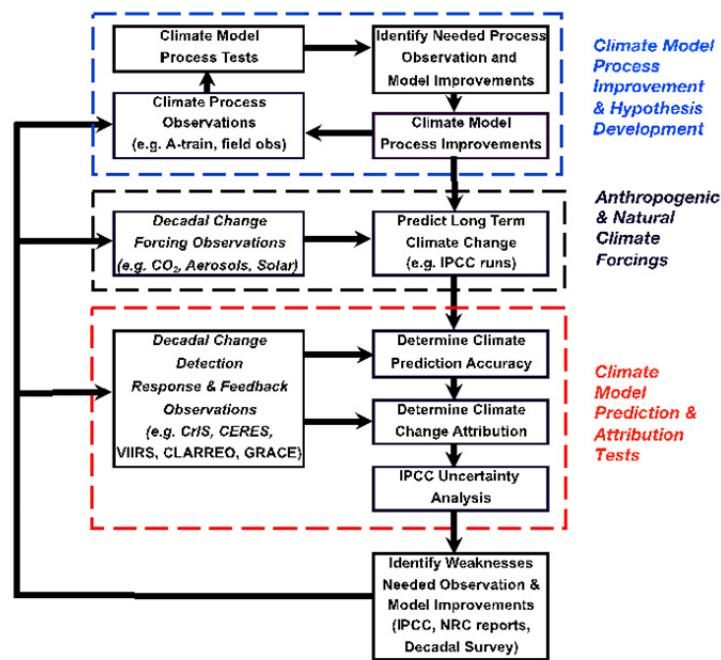 Climate Model
Process Tests
Identify Needed Process
Observation and
Model Improvements
Climate Model
Process
Improvement
& Hypothesis
Development
Climate Process
Observations
(e.g. A-train, field obs)
Climate Model
Process Improvements
Decadal Change
Forcing Observations
(e.g. CO₂, Aerosols, Solar)
Predict Long Term
Climate Change
(e.g. IPCC runs)
Anthropogenic
& Natural
Climate
Forcings
Decadal Change
Detection
Response & Feedback
Observations
(e.g. CrIS, CERES,
VIIRS, CLARREO, GRACE)
Determine Climate
Prediction Accuracy
Determine Climate
Change Attribution
IPCC Uncertainty
Analysis
Climate
Model
Prediction &
Attribution
Tests
Identify Weaknesses
Needed Observation &
Model Improvements
(IPCC, NRC reports,
Decadal Survey)